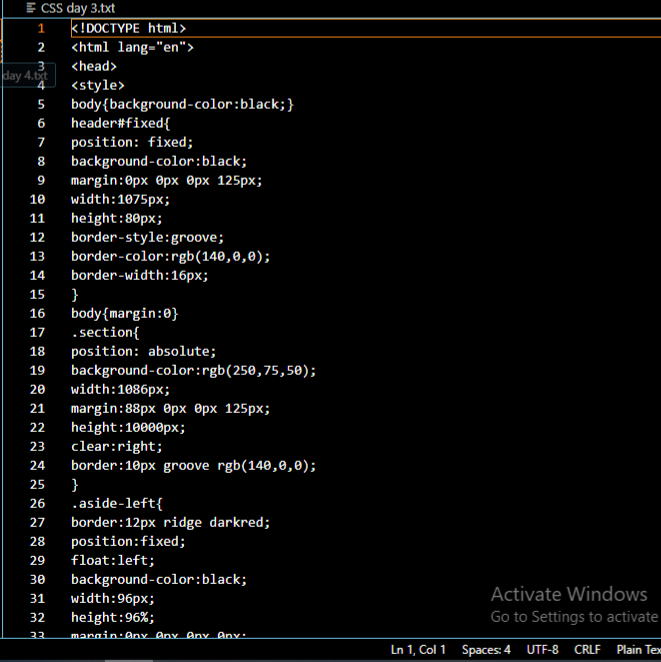 CSS day 3.txt
1 <!DOCTYPE html>
2 <html lang="en">
3 <head>
day 4.txt
4 <style>
5 body{background-color:black;}
6 header#fixed{
7 position: fixed;
8 background-color:black;
9 margin:0px 0px 0px 125px;
10 width:1075px;
11 height:80px;
12 border-style:groove;
13 border-color:rgb(140,0,0);
14 border-width:16px;
15 }
16 body{margin:0}
17 .section{
18 position: absolute;
19 background-color:rgb(250,75,50);
20 width:1086px;
21 margin:88px 0px 0px 125px;
22 height:10000px;
23 clear:right;
24 border:10px groove rgb(140,0,0);
25 }
26 .aside-left{
27 border:12px ridge darkred;
28 position:fixed;
29 float:left;
30 background-color:black;
31 width:96px;
32 height:96%;
33 margin:0px 0px 0px 0px;
Activate Windows
Go to Settings to activate
Ln 1, Col 1 Spaces: 4 UTF-8 CRLF Plain Tex